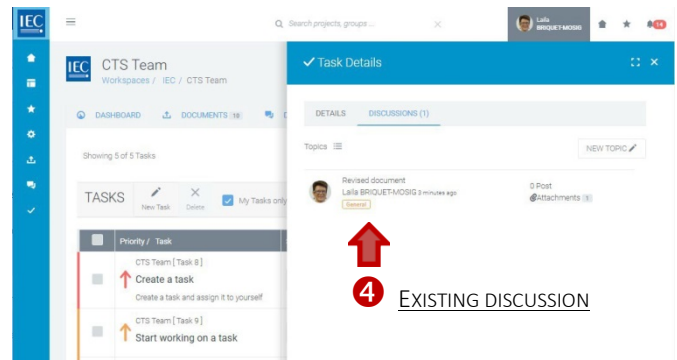 IEC
Search projects, groups ...
Laila
BRIQUET-MOSIG
14
IEC
CTS Team
Workspaces / IEC / CTS Team
DASHBOARD
DOCUMENTS 10
D
Showing 5 of 5 Tasks
TASKS
New Task
Delete
My Tasks only
Priority / Task
CTS Team [ Task 8 ]
Create a task
Create a task and assign it to yourself
CTS Team [ Task 9 ]
Start working on a task
Task Details
DETAILS
DISCUSSIONS (1)
Topics
NEW TOPIC
Revised document
Laila BRIQUET-MOSIG 3 minutes ago
General
0 Post
Attachments 1
4 EXISTING DISCUSSION